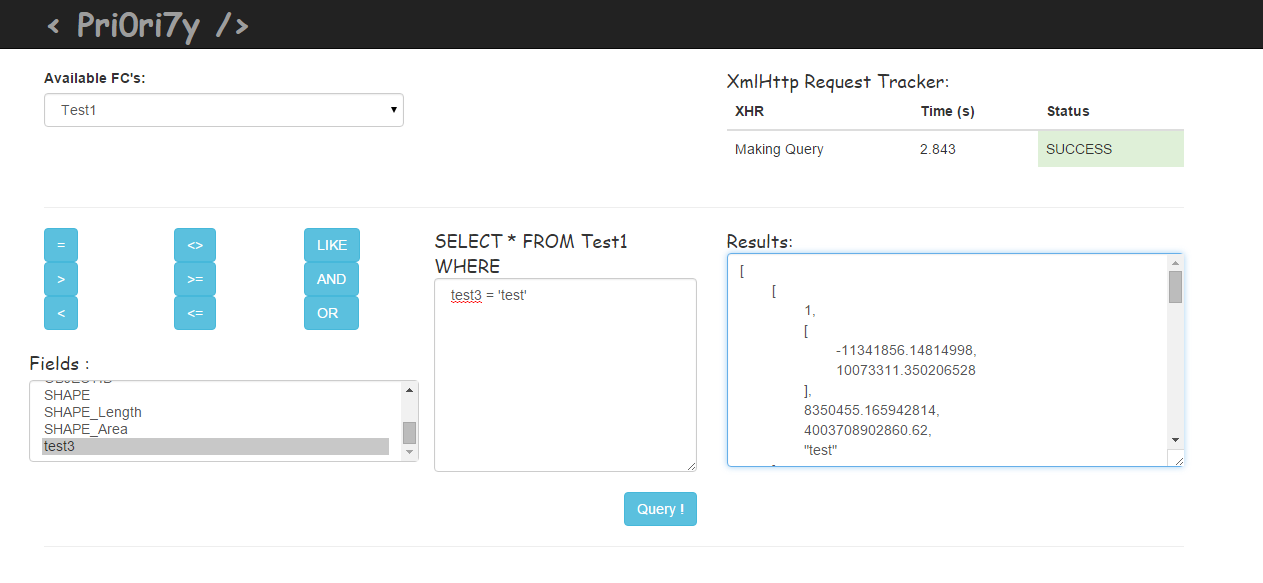 < Pri0ri7y />
Available FC's:
Test1
XmlHttp Request Tracker:
XHR Time (s) Status
Making Query 2.843 SUCCESS
= <> LIKE
> >= AND
< <= OR
Fields :
SHAPE
SHAPE_Length
SHAPE_Area
test3
SELECT * FROM Test1
WHERE
test3 = 'test'
Query !
Results:
[
[
1,
[
-11341856.14814998,
10073311.350206528
],
8350455.165942814,
4003708902860.62,
"test"